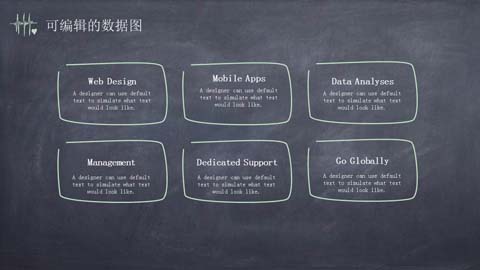 可编辑的数据图
Web Design
A designer can use default
text to simulate what text
would look like.
Mobile Apps
A designer can use default
text to simulate what text
would look like.
Data Analyses
A designer can use default
text to simulate what text
would look like.
Management
A designer can use default
text to simulate what text
would look like.
Dedicated Support
A designer can use default
text to simulate what text
would look like.
Go Globally
A designer can use default
text to simulate what text
would look like.